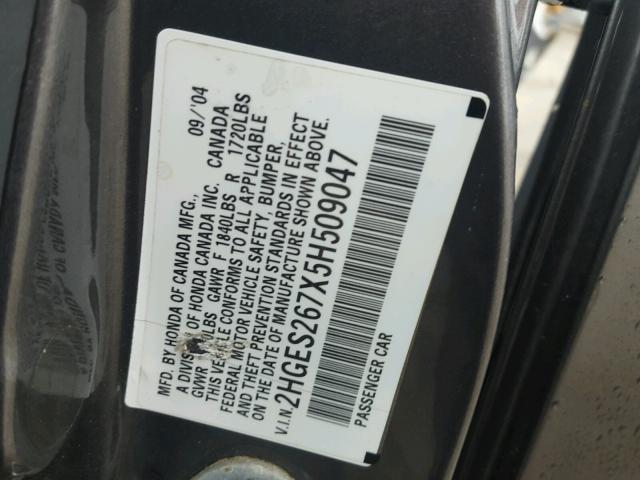 MFD. BY HONDA OF CANADA MFG., 09/'04
A DIVISION OF HONDA CANADA INC. CANADA
GVWR LBS GAWR F 1840LBS R 1720LBS
THIS VEHICLE CONFORMS TO ALL APPLICABLE
FEDERAL MOTOR VEHICLE SAFETY, BUMPER,
AND THEFT PREVENTION STANDARDS IN EFFECT
ON THE DATE OF MANUFACTURE SHOWN ABOVE.
V.I.N. 2HGES267X5H509047
PASSENGER CAR